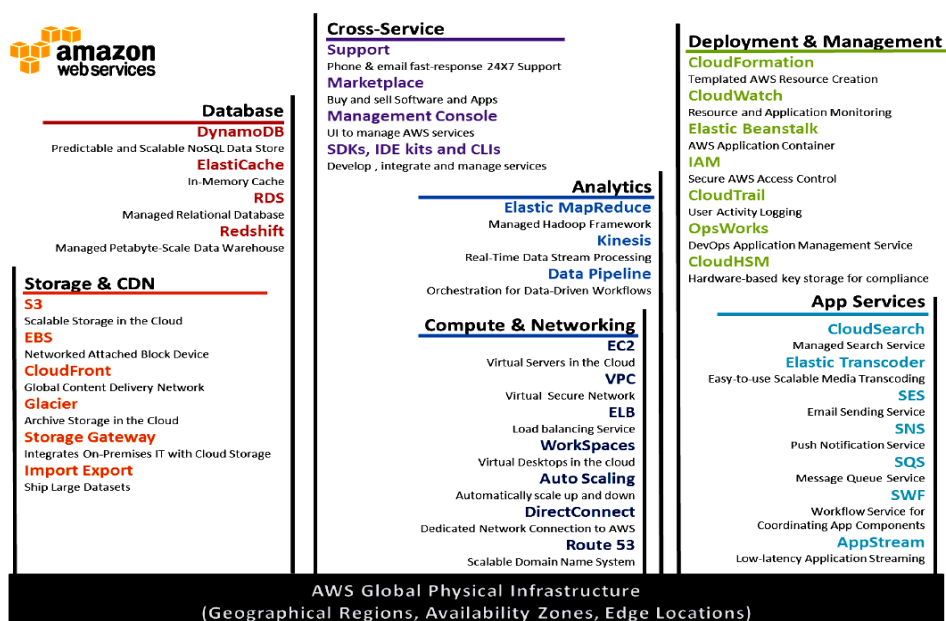 amazon
web services
Database
DynamoDB
Predictable and Scalable NoSQL Data Store
ElastiCache
In-Memory Cache
RDS
Managed Relational Database
Redshift
Managed Petabyte-Scale Data Warehouse
Storage & CDN
S3
Scalable Storage in the Cloud
EBS
Networked Attached Block Device
CloudFront
Global Content Delivery Network
Glacier
Archive Storage in the Cloud
Storage Gateway
Integrates On-Premises IT with Cloud Storage
Import Export
Ship Large Datasets
Cross-Service
Support
Phone & email fast-response 24X7 Support
Marketplace
Buy and sell Software and Apps
Management Console
UI to manage AWS services
SDKs, IDE kits and CLIs
Develop , integrate and manage services
Analytics
Elastic MapReduce
Managed Hadoop Framework
Kinesis
Real-Time Data Stream Processing
Data Pipeline
Orchestration for Data-Driven Workflows
Compute & Networking
EC2
Virtual Servers in the Cloud
VPC
Virtual Secure Network
ELB
Load balancing Service
WorkSpaces
Virtual Desktops in the cloud
Auto Scaling
Automatically scale up and down
DirectConnect
Dedicated Network Connection to AWS
Route 53
Scalable Domain Name System
Deployment & Management
CloudFormation
Templated AWS Resource Creation
CloudWatch
Resource and Application Monitoring
Elastic Beanstalk
AWS Application Container
IAM
Secure AWS Access Control
CloudTrail
User Activity Logging
OpsWorks
DevOps Application Management Service
CloudHSM
Hardware-based key storage for compliance
App Services
CloudSearch
Managed Search Service
Elastic Transcoder
Easy-to-use Scalable Media Transcoding
SES
Email Sending Service
SNS
Push Notification Service
SQS
Message Queue Service
SWF
Workflow Service for
Coordinating App Components
AppStream
Low-latency Application Streaming
AWS Global Physical Infrastructure
(Geographical Regions, Availability Zones, Edge Locations)